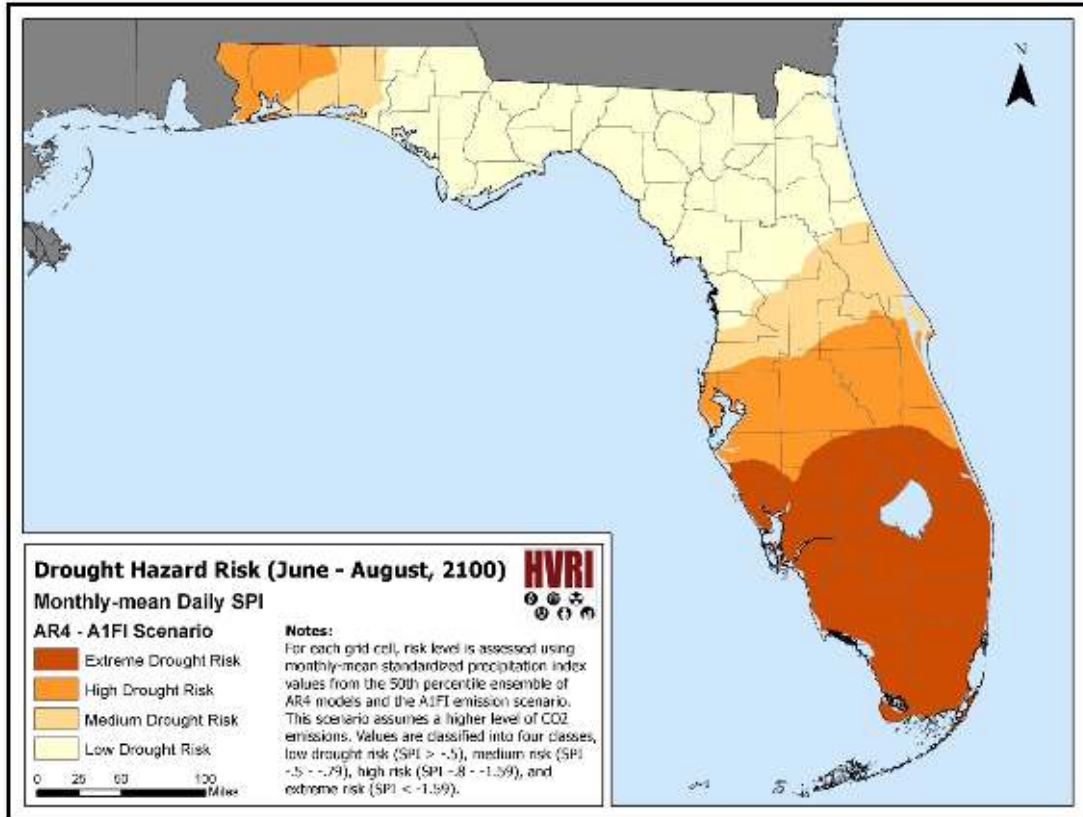 N
Drought Hazard Risk (June - August, 2100)
HVRI
Monthly-mean Daily SPI
AR4 - A1FI Scenario
Extreme Drought Risk
High Drought Risk
Medium Drought Risk
Low Drought Risk
0 25 50 100
Miles
Notes:
For each grid cell, risk level is assessed using
monthly-mean standardized precipitation index
values from the 50th percentile ensemble of
AR4 models and the A1FI emission scenario.
This scenario assumes a higher level of CO2
emissions. Values are classified into four classes,
low drought risk (SPI > -.5), medium risk (SPI
-.5 - -.79), high risk (SPI -.8 - -1.59), and
extreme risk (SPI < -1.59).